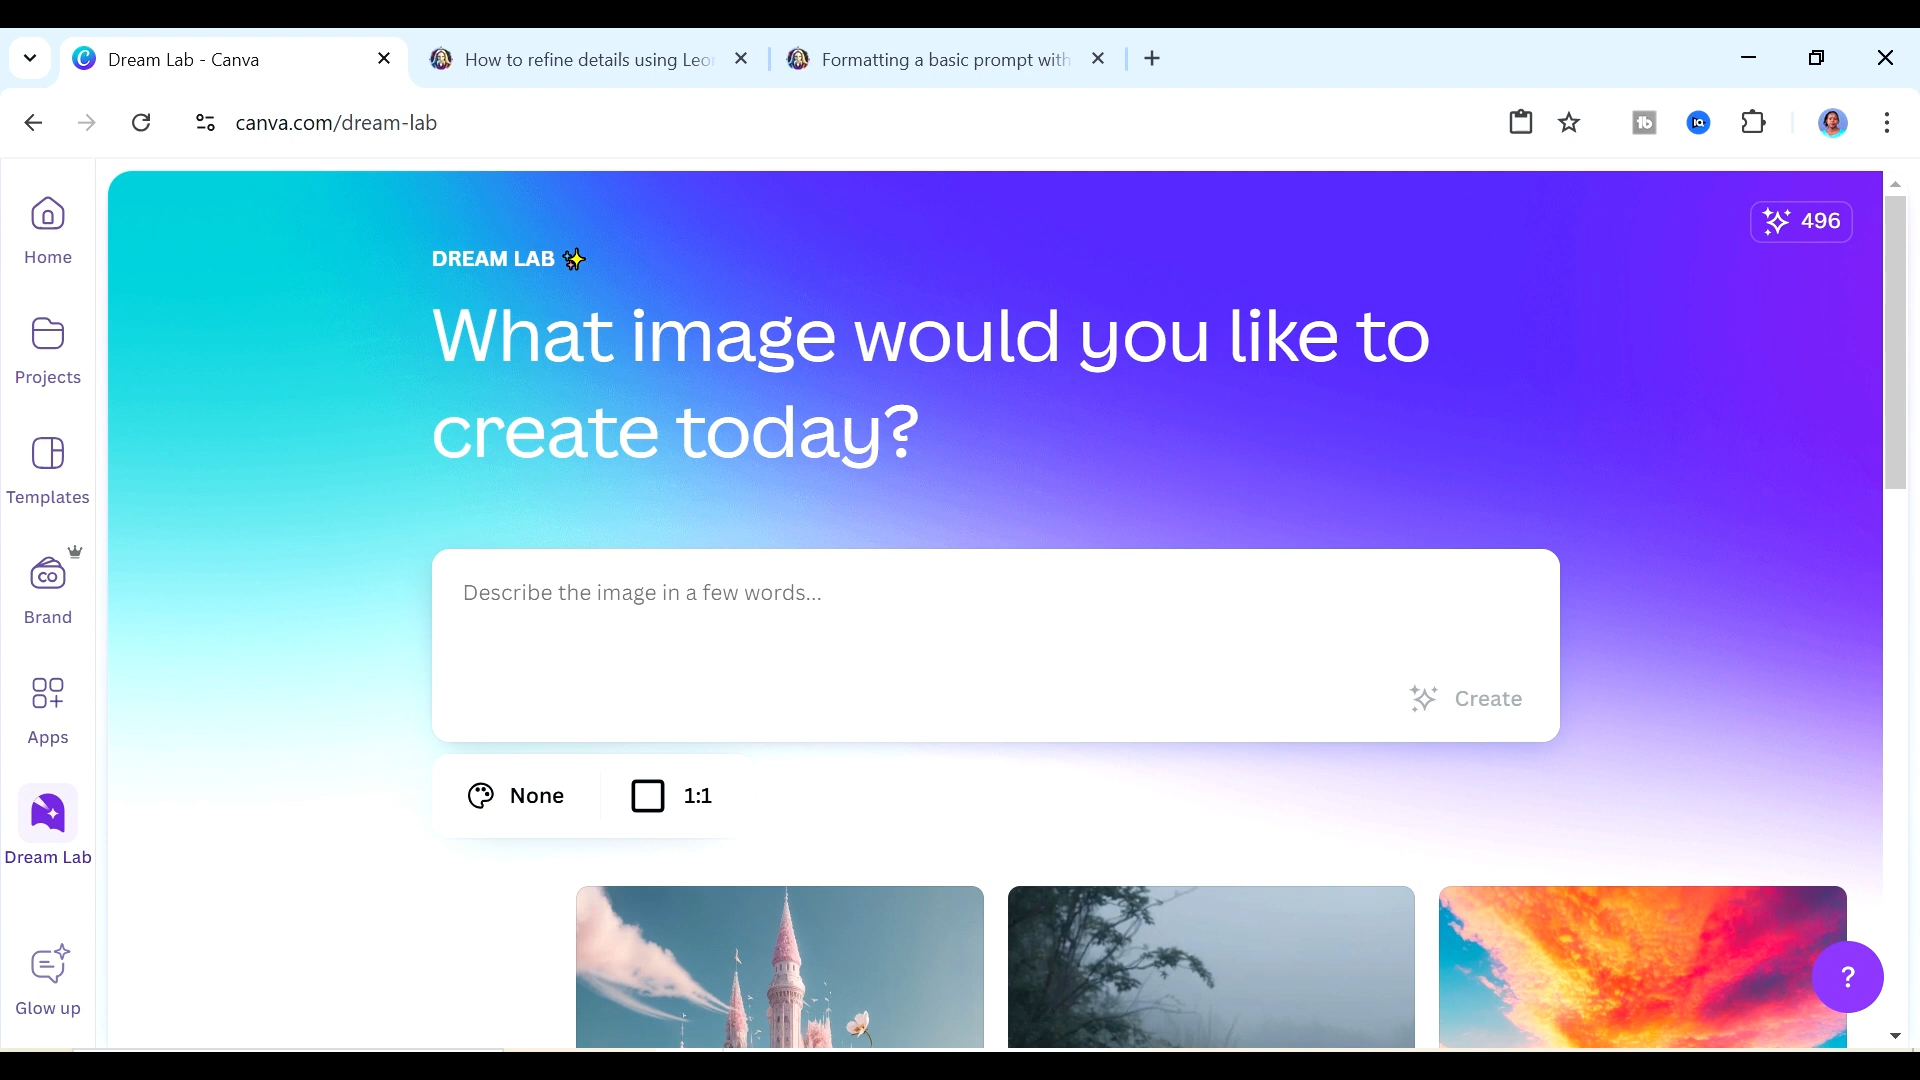 Dream Lab - Canva
How to refine details using Leo
Formatting a basic prompt with
canva.com/dream-lab
Home
Projects
Templates
CO
Brand
Apps
Dream Lab
Glow up
496
DREAM LAB
What image would you like to
create today?
Describe the image in a few words...
Create
None
1:1
?